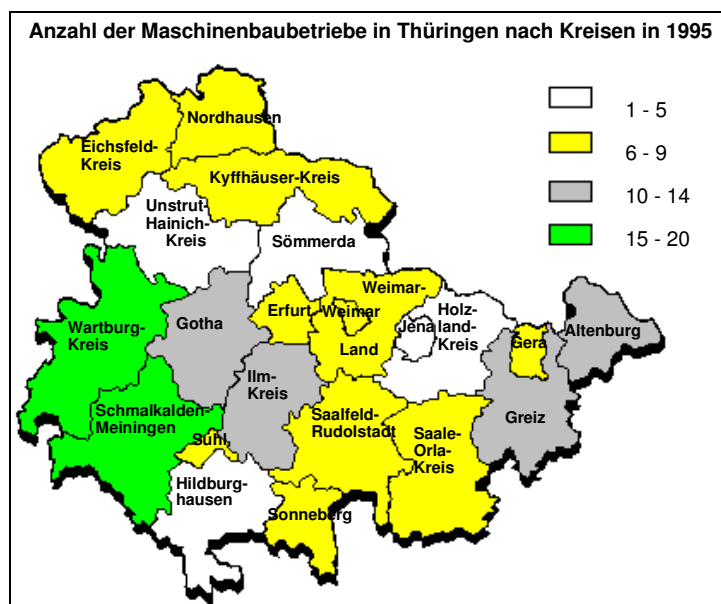 Anzahl der Maschinenbaubetriebe in Thüringen nach Kreisen in 1995
1 - 5
6 - 9
10 - 14
15 - 20
Nordhausen
Eichsfeld-
Kreis
Kyffhäuser-Kreis
Unstrut-
Hainich-
Kreis
Sömmerda
Weimar-
Land
Weimar
Erfurt
Gotha
Wartburg-
Kreis
Jena
Holz-
land-
Kreis
Gera
Altenburg
Ilm-
Kreis
Greiz
Schmalkalden-
Meiningen
Suhl
Saalfeld-
Rudolstadt
Saale-
Orla-
Kreis
Hildburg-
hausen
Sonneberg